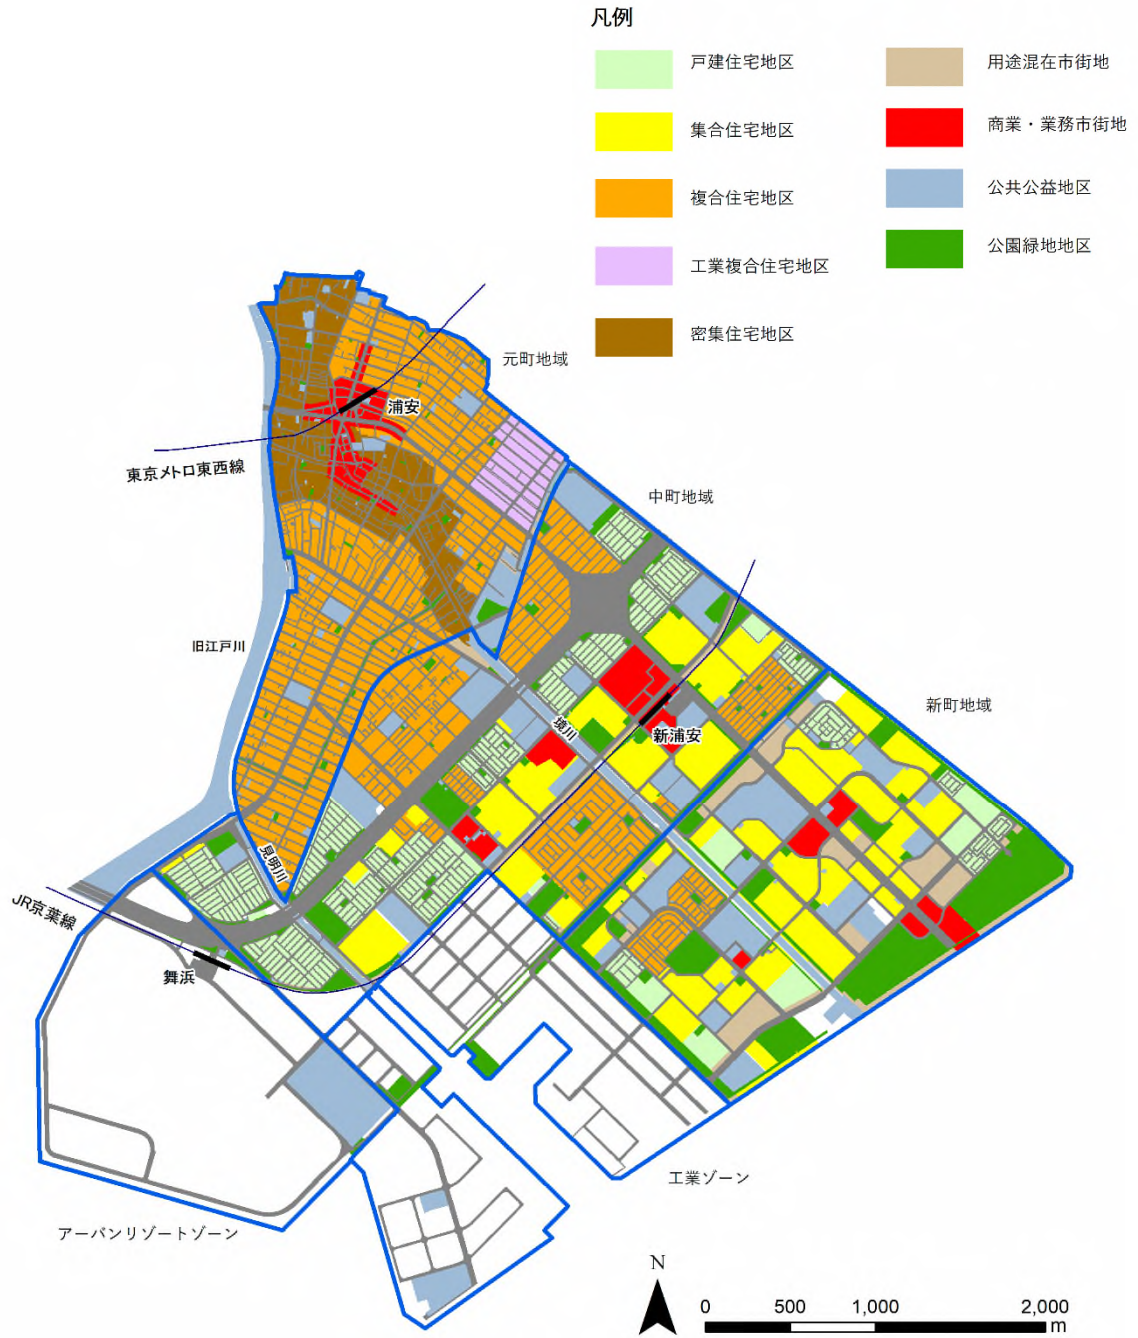 凡例
戸建住宅地区
用途混在市街地
集合住宅地区
商業・業務市街地
複合住宅地区
公共公益地区
工業複合住宅地区
公園緑地地区
密集住宅地区
元町地域
浦安
東京メトロ東西線
中町地域
旧江戸川
新町地域
境川
新浦安
見明川
JR京葉線
舞浜
工業ゾーン
アーバンリゾートゾーン
N
0 500 1,000 2,000
m